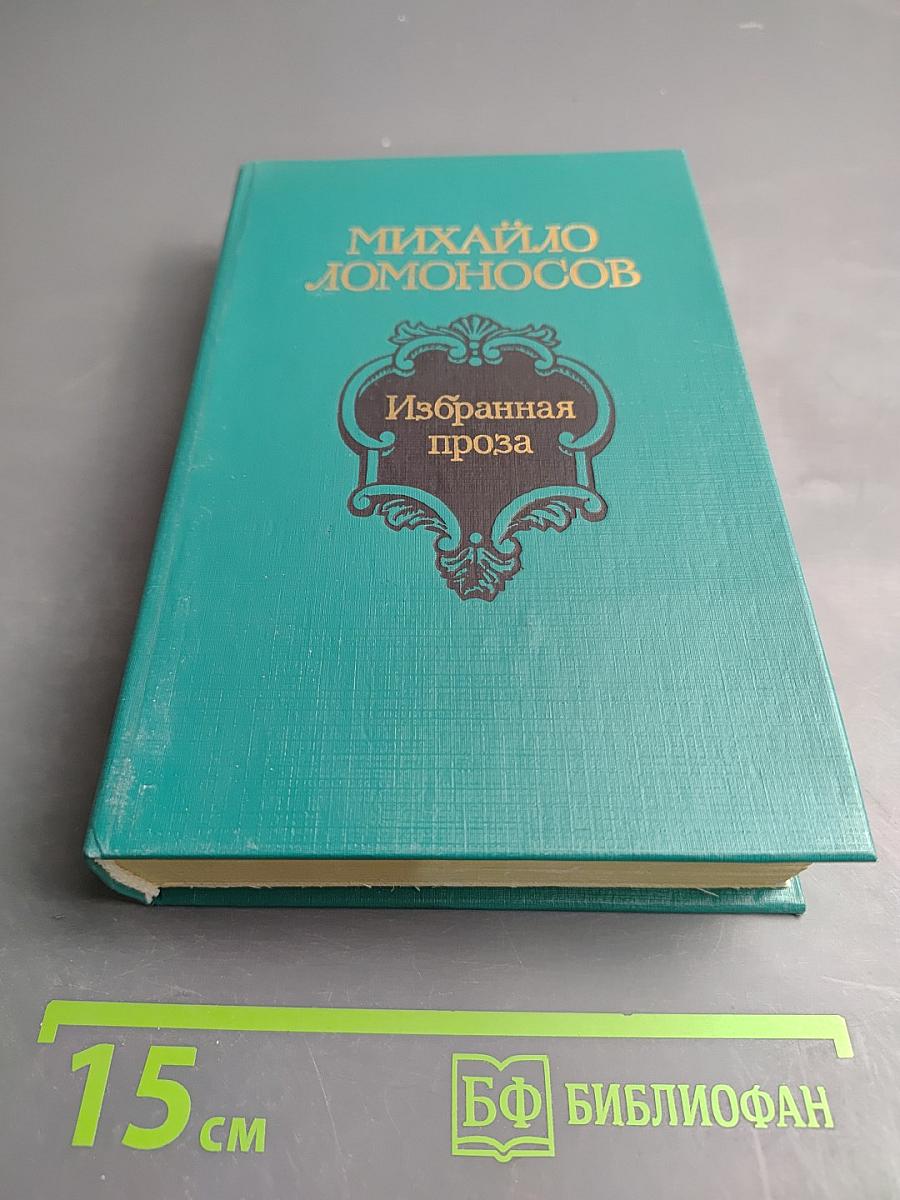 МИХАЙЛО
ЛОМОНОСОВ
Избранная
проза
15 см
БФ БИБЛИОФАН